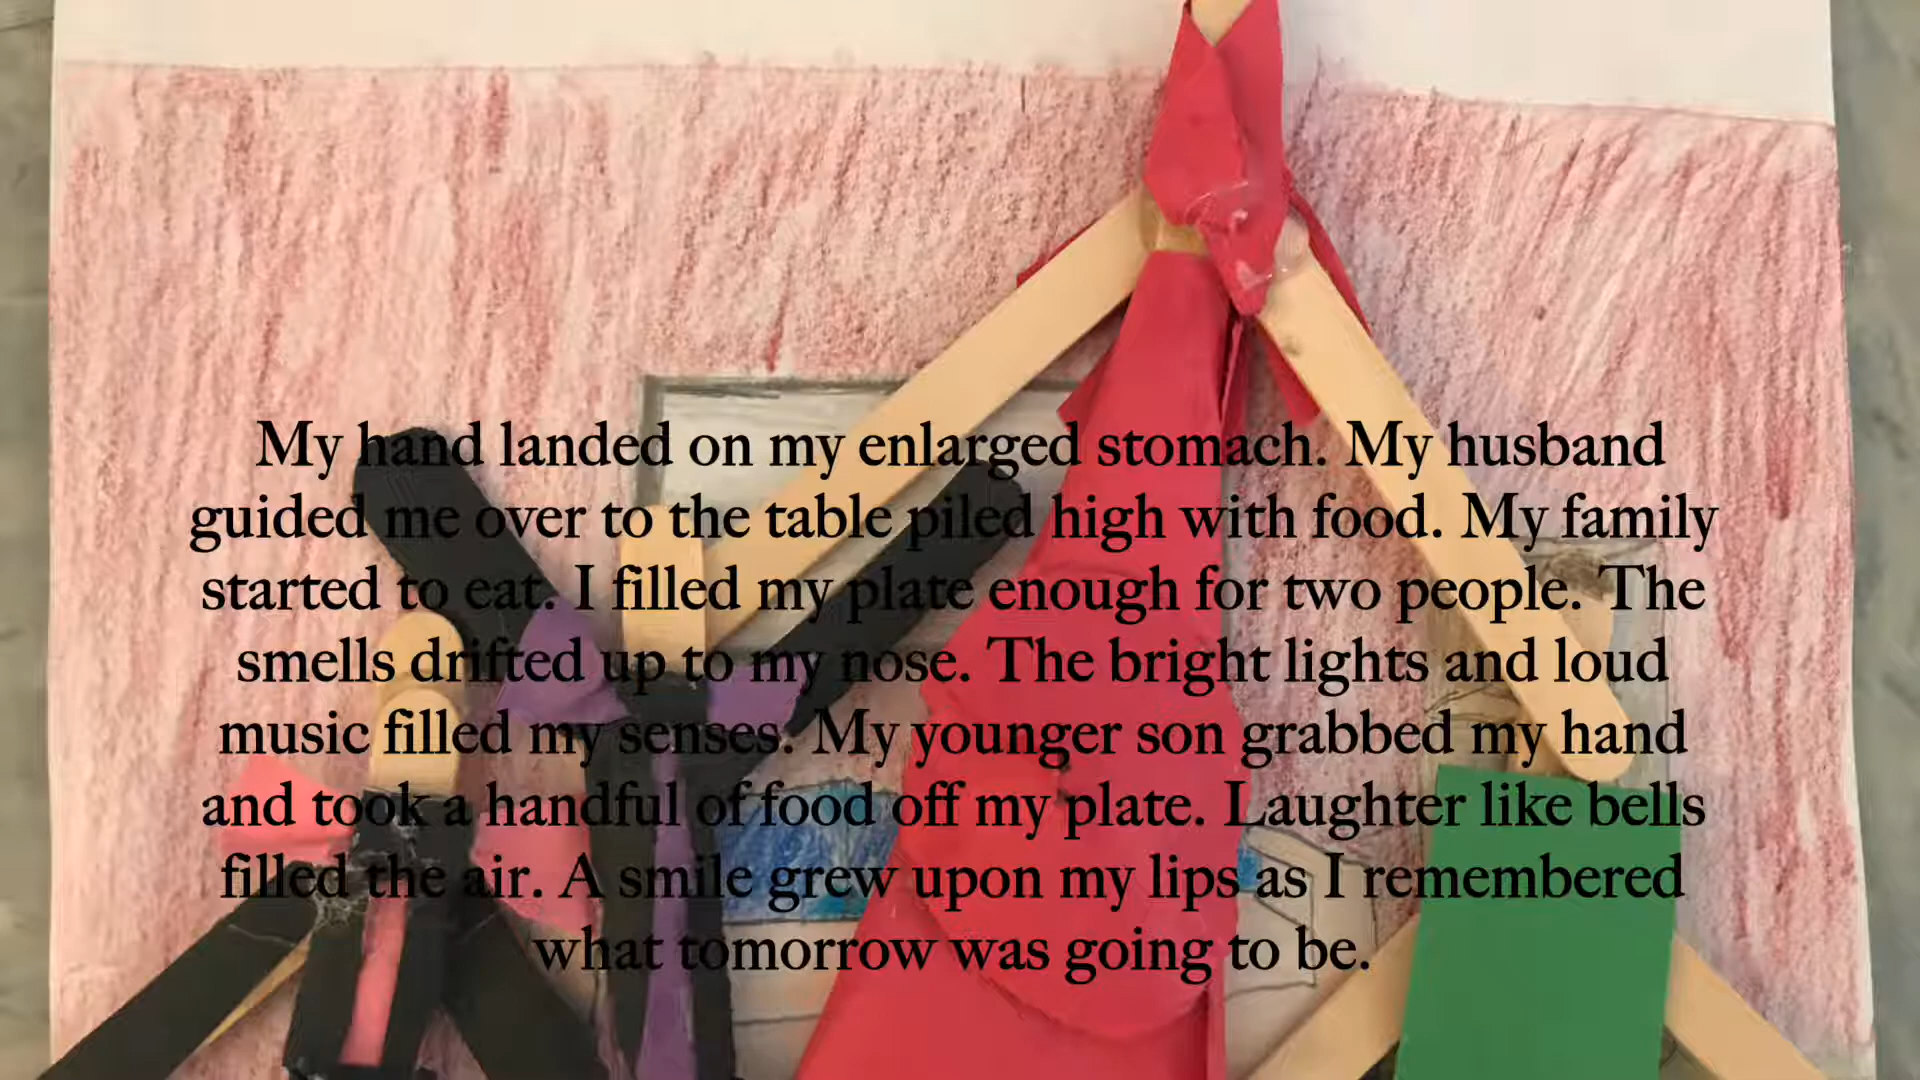 My hand landed on my enlarged stomach. My husband
guided me over to the table piled high with food. My family
started to eat. I filled my plate enough for two people. The
smells drifted up to my nose. The bright lights and loud
music filled my senses. My younger son grabbed my hand
and took a handful of food off my plate. Laughter like bells
filled the air. A smile grew upon my lips as I remembered
what tomorrow was going to be.